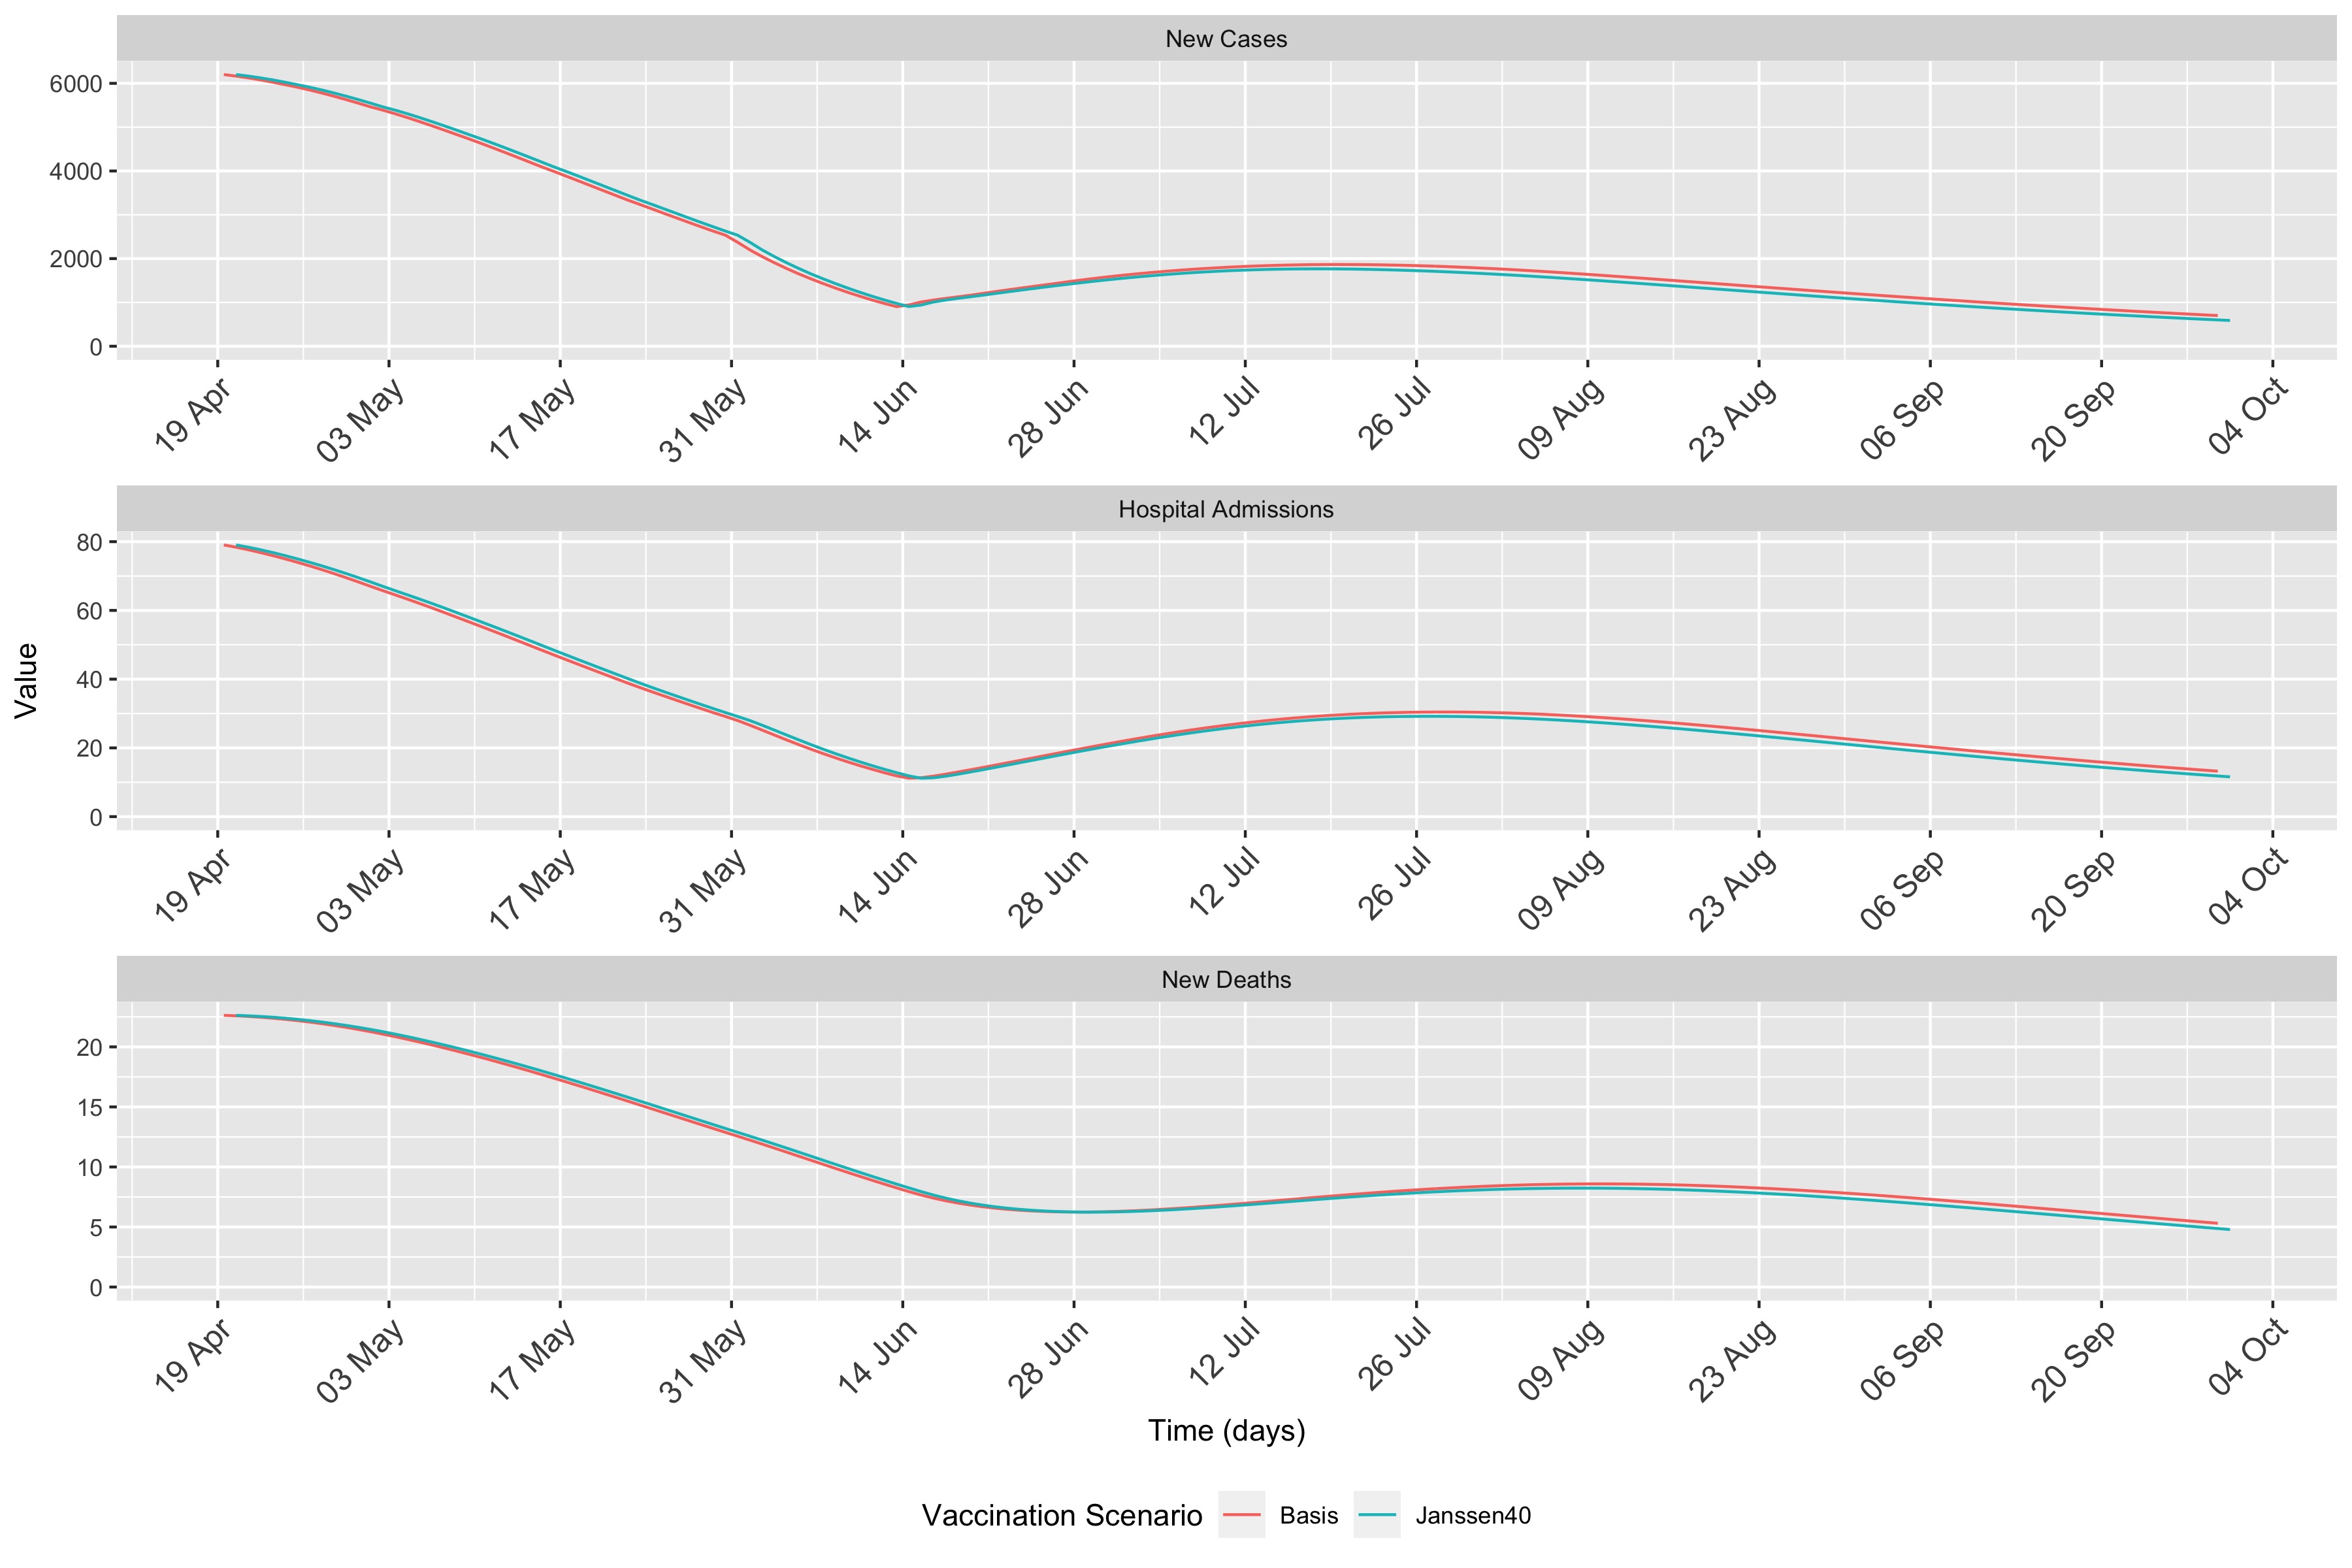 New Cases
6000
4000
2000
0
19 Apr 03 May 17 May 31 May 14 Jun 28 Jun 12 Jul 26 Jul 09 Aug 23 Aug 06 Sep 20 Sep 04 Oct
Hospital Admissions
80
60
40
20
0
Value
19 Apr 03 May 17 May 31 May 14 Jun 28 Jun 12 Jul 26 Jul 09 Aug 23 Aug 06 Sep 20 Sep 04 Oct
New Deaths
20
15
10
5
0
19 Apr 03 May 17 May 31 May 14 Jun 28 Jun 12 Jul 26 Jul 09 Aug 23 Aug 06 Sep 20 Sep 04 Oct
Time (days)
Vaccination Scenario Basis Janssen40